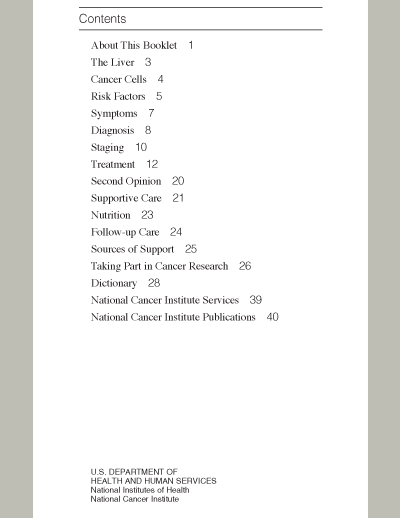 Contents
About This Booklet 1
The Liver 3
Cancer Cells 4
Risk Factors 5
Symptoms 7
Diagnosis 8
Staging 10
Treatment 12
Second Opinion 20
Supportive Care 21
Nutrition 23
Follow-up Care 24
Sources of Support 25
Taking Part in Cancer Research 26
Dictionary 28
National Cancer Institute Services 39
National Cancer Institute Publications 40
U.S. DEPARTMENT OF
HEALTH AND HUMAN SERVICES
National Institutes of Health
National Cancer Institute